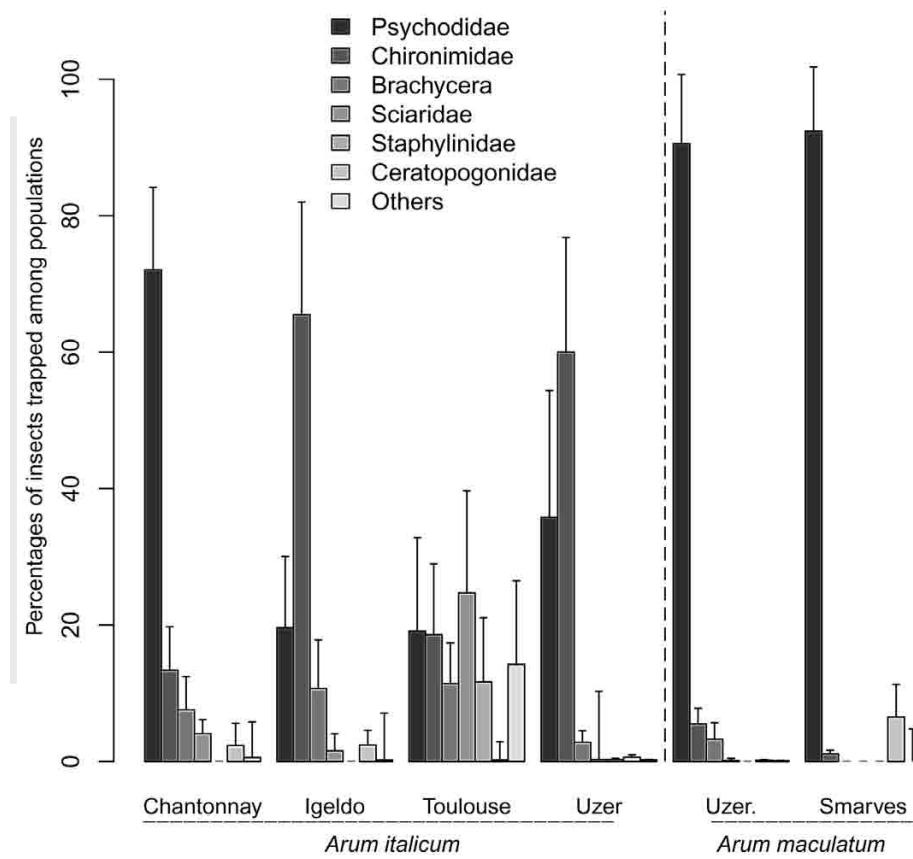 Psychodidae
Chironimidae
Brachycera
Sciaridae
Staphylinidae
Ceratopogonidae
Others
Percentages of insects trapped among populations
100
80
60
40
20
0
Chantonnay Igeldo Toulouse Uzer Uzer. Smarves
Arum italicum Arum maculatum